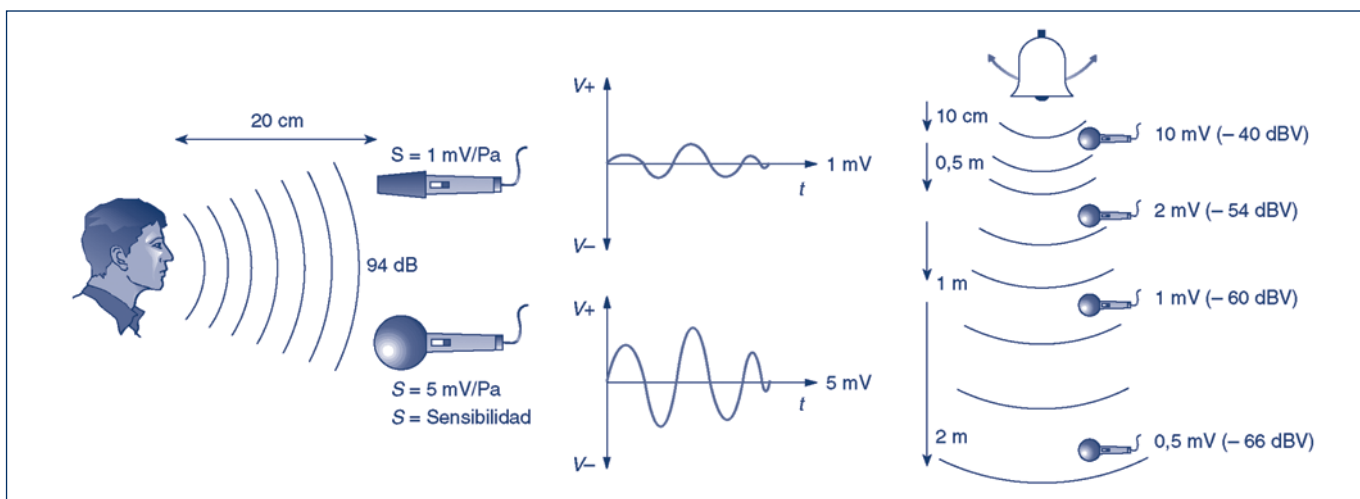 20 cm
S = 1 mV/Pa
94 dB
S = 5 mV/Pa
S = Sensibilidad
V+
1 mV
t
V–
V+
5 mV
t
V–
10 cm
10 mV (– 40 dBV)
0,5 m
2 mV (– 54 dBV)
1 m
1 mV (– 60 dBV)
2 m
0,5 mV (– 66 dBV)